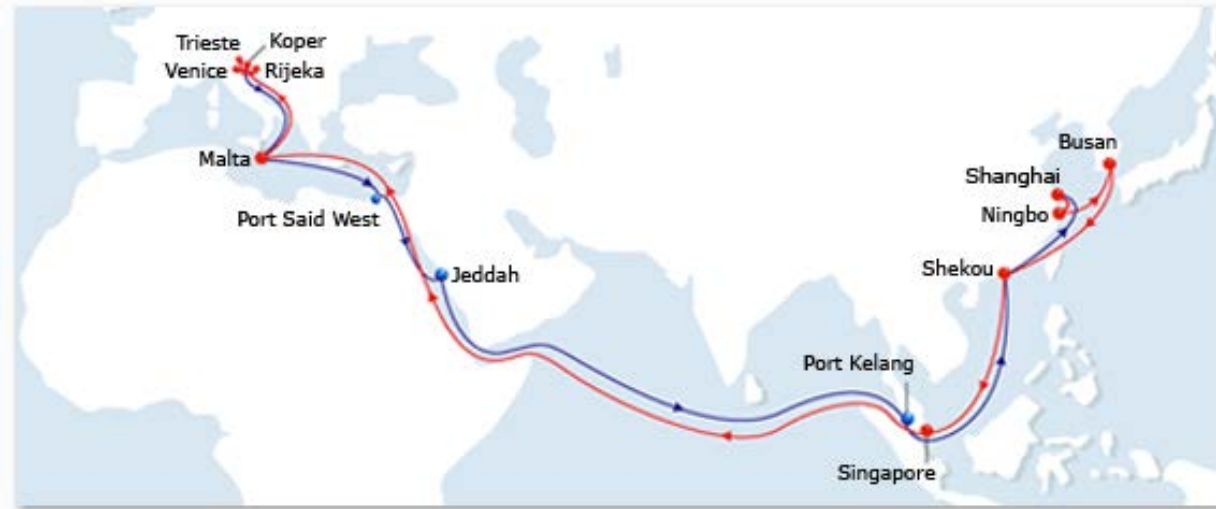 Trieste
Koper
Venice
Rijeka
Malta
Port Said West
Jeddah
Busan
Shanghai
Ningbo
Shekou
Port Kelang
Singapore